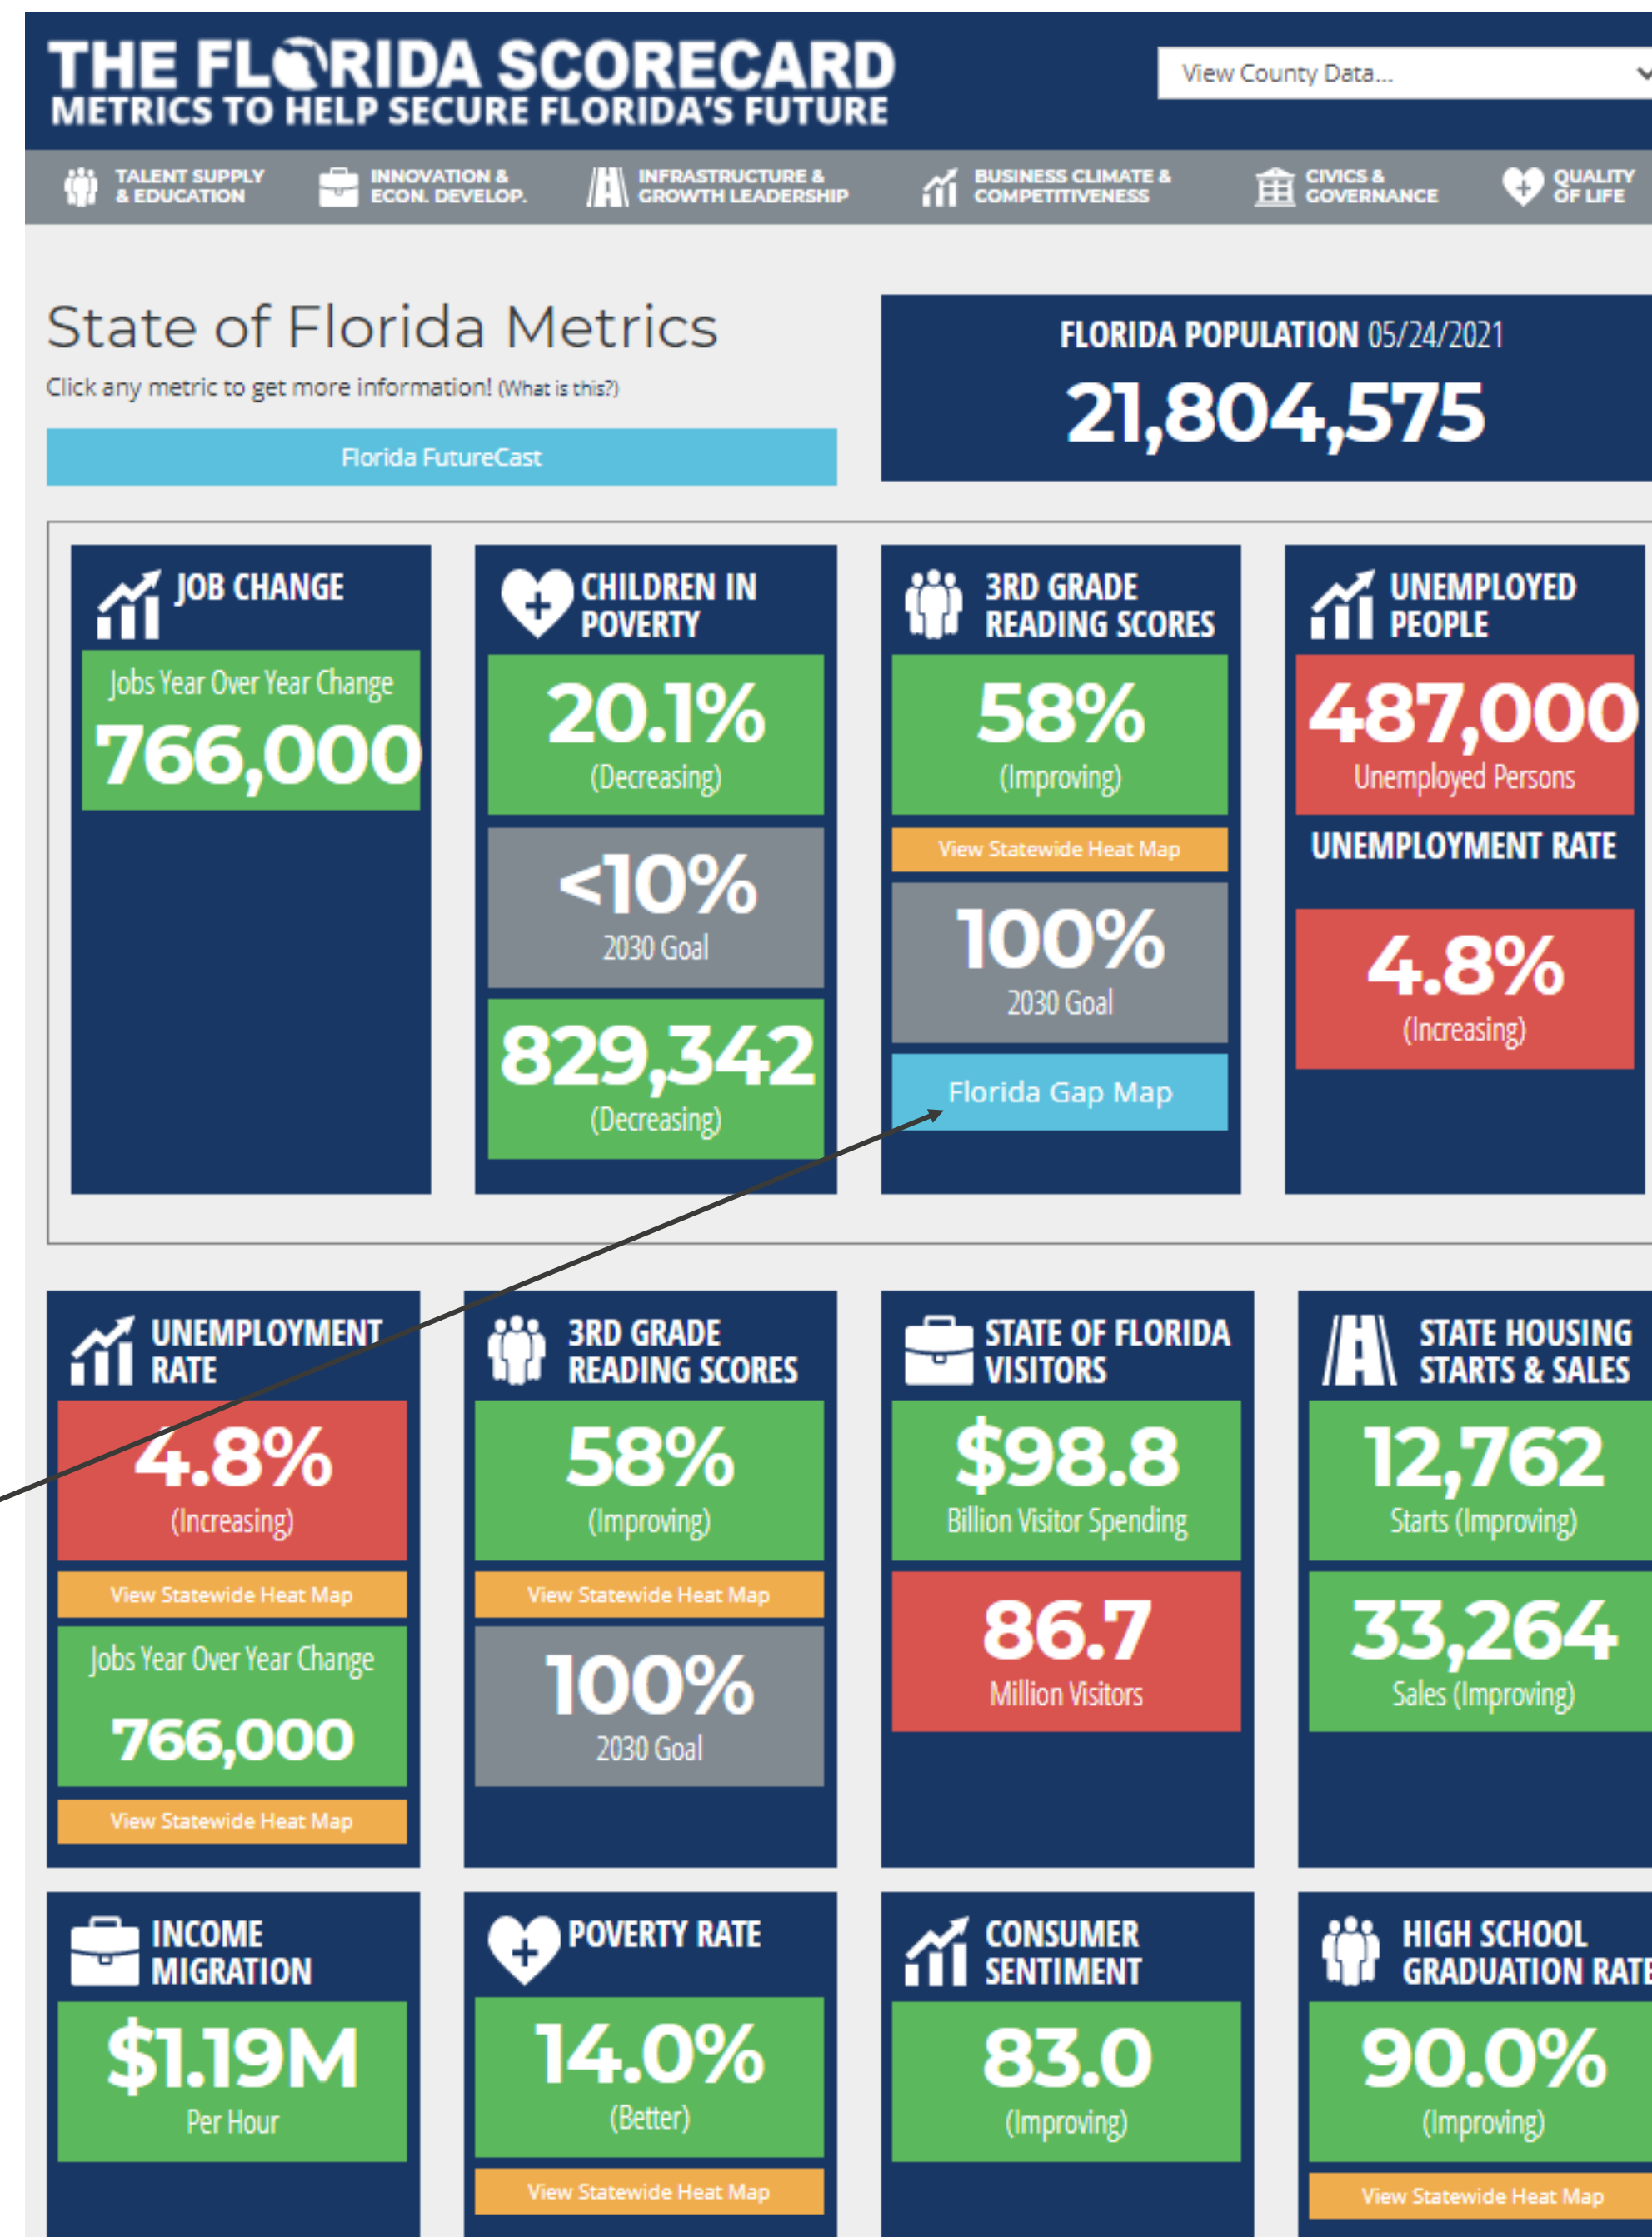 THE FLORIDA SCORECARD
METRICS TO HELP SECURE FLORIDA'S FUTURE
View County Data...
TALENT SUPPLY
& EDUCATION
INNOVATION &
ECON. DEVELOP.
INFRASTRUCTURE &
GROWTH LEADERSHIP
BUSINESS CLIMATE &
COMPETITIVENESS
CIVICS &
GOVERNANCE
QUALITY
OF LIFE
State of Florida Metrics
Click any metric to get more information! (What is this?)
Florida FutureCast
FLORIDA POPULATION 05/24/2021
21,804,575
JOB CHANGE
Jobs Year Over Year Change
766,000
CHILDREN IN
POVERTY
20.1%
(Decreasing)
<10%
2030 Goal
829,342
(Decreasing)
3RD GRADE
READING SCORES
58%
(Improving)
View Statewide Heat Map
100%
2030 Goal
Florida Gap Map
UNEMPLOYED
PEOPLE
487,000
Unemployed Persons
UNEMPLOYMENT RATE
4.8%
(Increasing)
UNEMPLOYMENT
RATE
4.8%
(Increasing)
View Statewide Heat Map
Jobs Year Over Year Change
766,000
View Statewide Heat Map
3RD GRADE
READING SCORES
58%
(Improving)
View Statewide Heat Map
100%
2030 Goal
STATE OF FLORIDA
VISITORS
$98.8
Billion Visitor Spending
86.7
Million Visitors
STATE HOUSING
STARTS & SALES
12,762
Starts (Improving)
33,264
Sales (Improving)
INCOME
MIGRATION
$1.19M
Per Hour
POVERTY RATE
14.0%
(Better)
View Statewide Heat Map
CONSUMER
SENTIMENT
83.0
(Improving)
HIGH SCHOOL
GRADUATION RATE
90.0%
(Improving)
View Statewide Heat Map